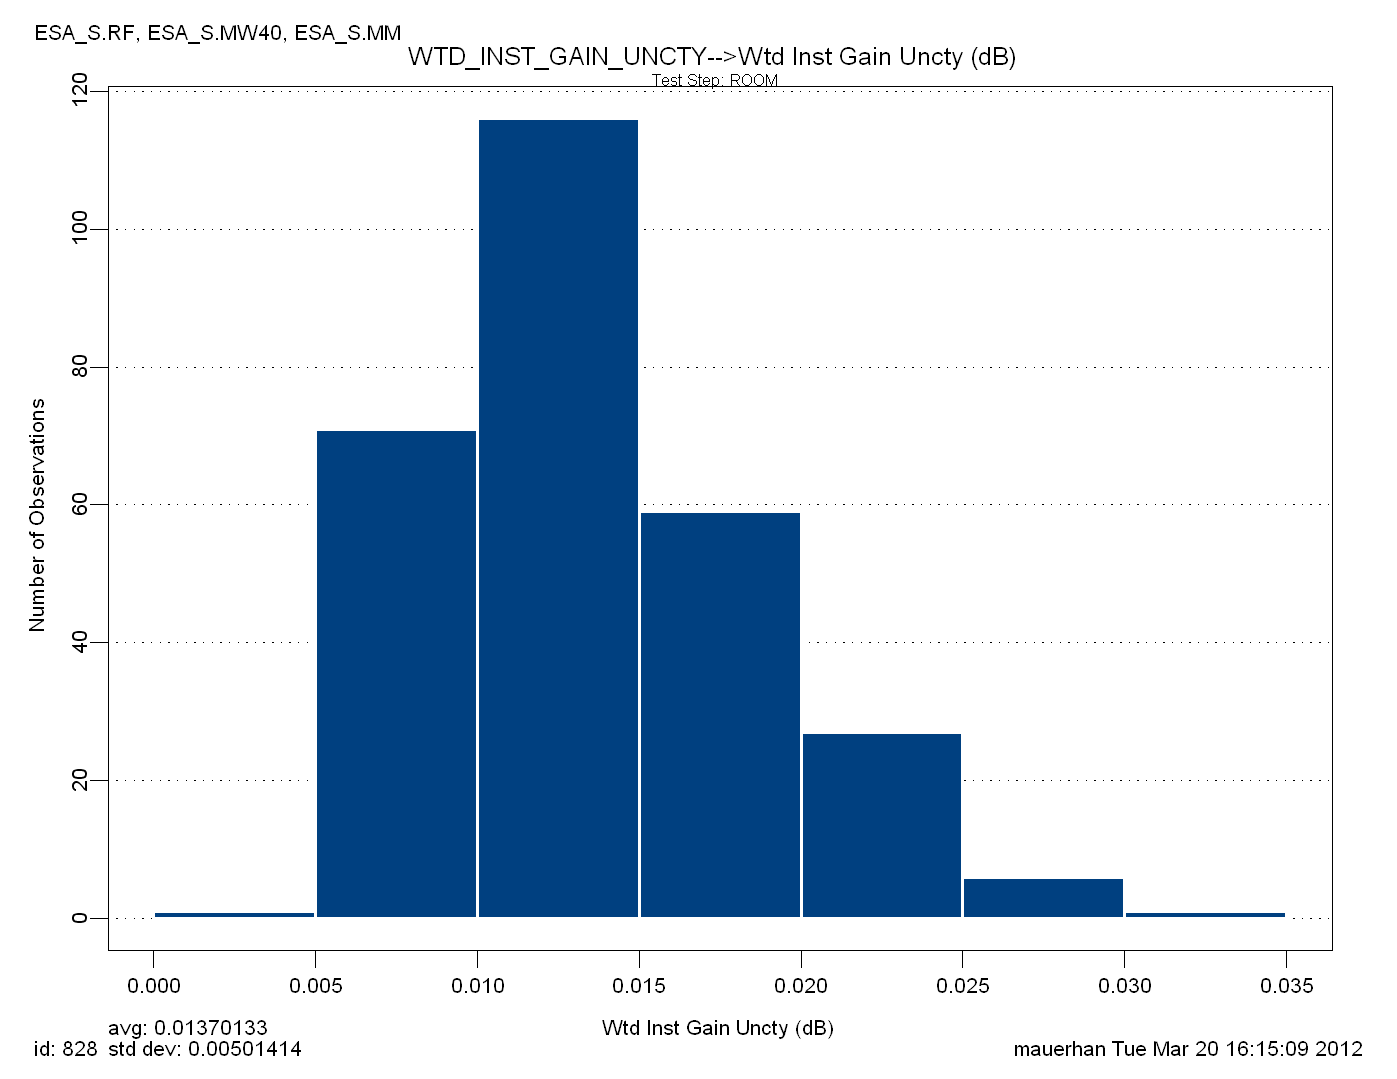 ESA_S.RF, ESA_S.MW40, ESA_S.MM
WTD_INST_GAIN_UNCTY-->Wtd Inst Gain Uncty (dB)
Test Step: ROOM
120
100
80
60
40
20
0
Number of Observations
0.000 0.005 0.010 0.015 0.020 0.025 0.030 0.035
avg: 0.01370133 Wtd Inst Gain Uncty (dB)
id: 828 std dev: 0.00501414 mauerhan Tue Mar 20 16:15:09 2012